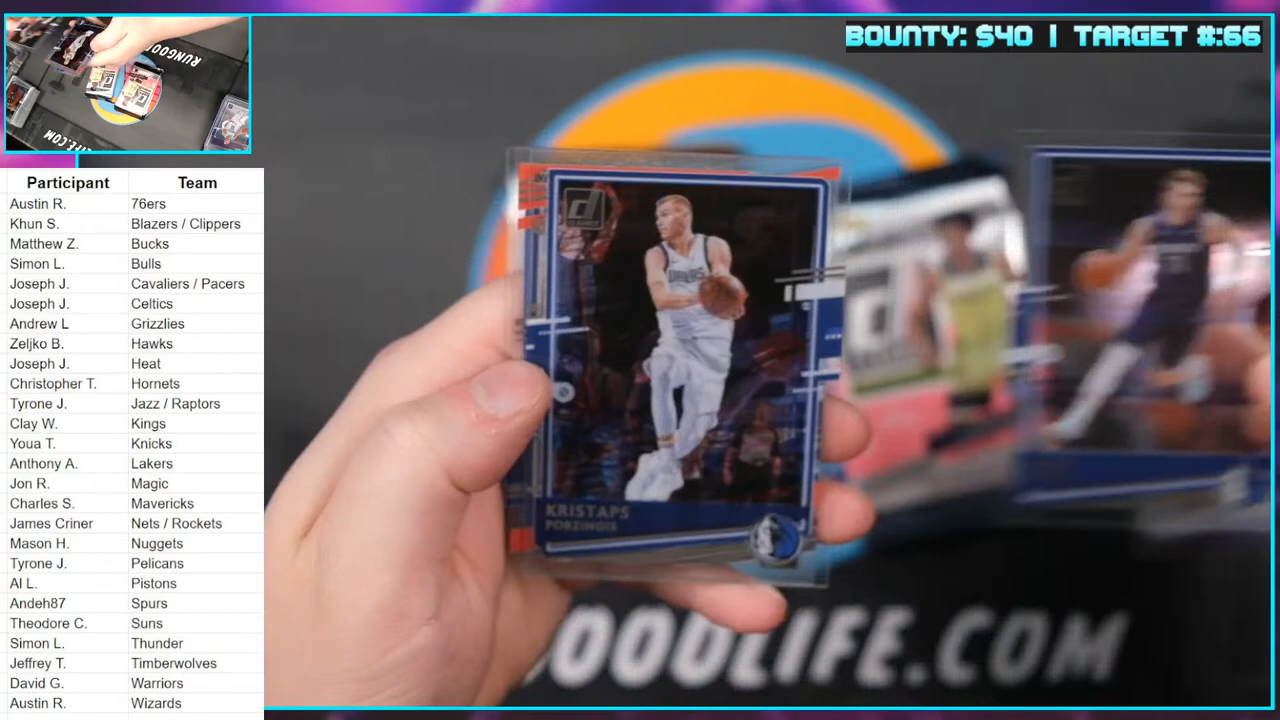 BOUNTY: $40 | TARGET #:66
RUNGOOD
.COM
Participant Team
Austin R. 76ers
Khun S. Blazers / Clippers
Matthew Z. Bucks
Simon L. Bulls
Joseph J. Cavaliers / Pacers
Joseph J. Celtics
Andrew L Grizzlies
Zeljko B. Hawks
Joseph J. Heat
Christopher T. Hornets
Tyrone J. Jazz / Raptors
Clay W. Kings
Youa T. Knicks
Anthony A. Lakers
Jon R. Magic
Charles S. Mavericks
James Criner Nets / Rockets
Mason H. Nuggets
Tyrone J. Pelicans
Al L. Pistons
Andeh87 Spurs
Theodore C. Suns
Simon L. Thunder
Jeffrey T. Timberwolves
David G. Warriors
Austin R. Wizards
d
KRISTAPS
PORZINGIS
OODLIFE.COM